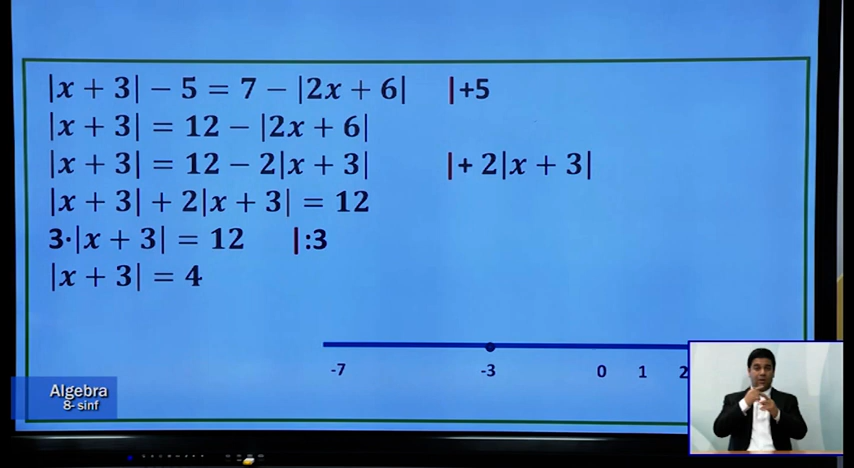 |x + 3| − 5 = 7 − |2x + 6| |+5
|x + 3| = 12 − |2x + 6|
|x + 3| = 12 − 2|x + 3| |+ 2|x + 3|
|x + 3| + 2|x + 3| = 12
3·|x + 3| = 12 |:3
|x + 3| = 4
-7 -3 0 1 2
Algebra
8- sinf